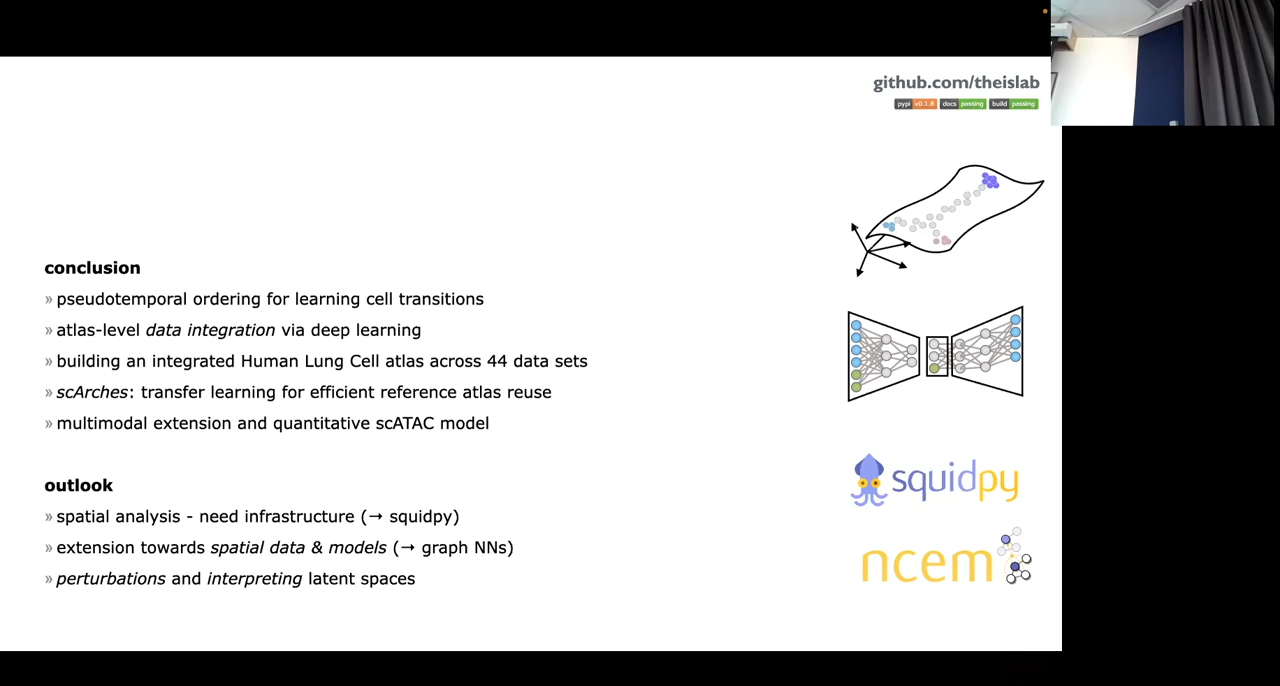 github.com/theislab
pypi v0.1.8 docs passing build passing
conclusion
» pseudotemporal ordering for learning cell transitions
» atlas-level data integration via deep learning
» building an integrated Human Lung Cell atlas across 44 data sets
» scArches: transfer learning for efficient reference atlas reuse
» multimodal extension and quantitative scATAC model
outlook
» spatial analysis - need infrastructure (→ squidpy)
» extension towards spatial data & models (→ graph NNs)
» perturbations and interpreting latent spaces
squidpy
ncem